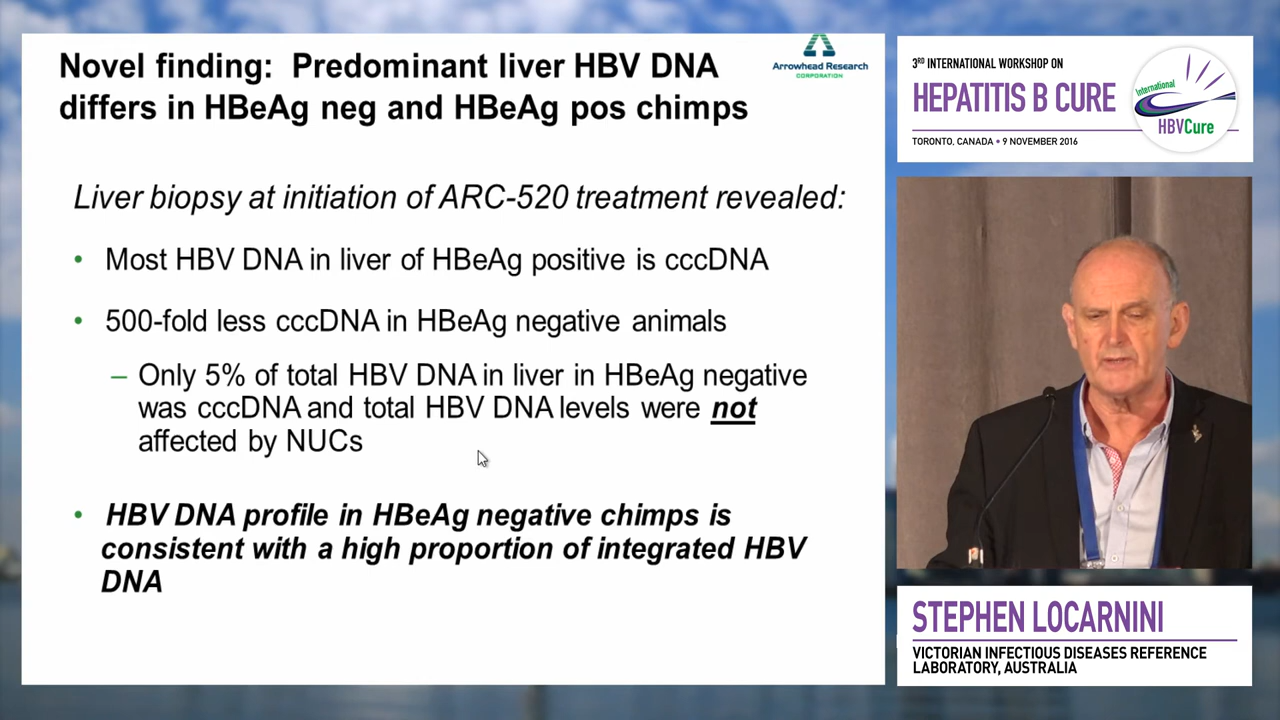 Novel finding: Predominant liver HBV DNA
differs in HBeAg neg and HBeAg pos chimps
Arrowhead Research
CORPORATION
Liver biopsy at initiation of ARC-520 treatment revealed:
• Most HBV DNA in liver of HBeAg positive is cccDNA
• 500-fold less cccDNA in HBeAg negative animals
– Only 5% of total HBV DNA in liver in HBeAg negative
was cccDNA and total HBV DNA levels were not
affected by NUCs
• HBV DNA profile in HBeAg negative chimps is
consistent with a high proportion of integrated HBV
DNA
3RD INTERNATIONAL WORKSHOP ON
HEPATITIS B CURE
TORONTO, CANADA • 9 NOVEMBER 2016
International
HBVCure
STEPHEN LOCARNINI
VICTORIAN INFECTIOUS DISEASES REFERENCE
LABORATORY, AUSTRALIA